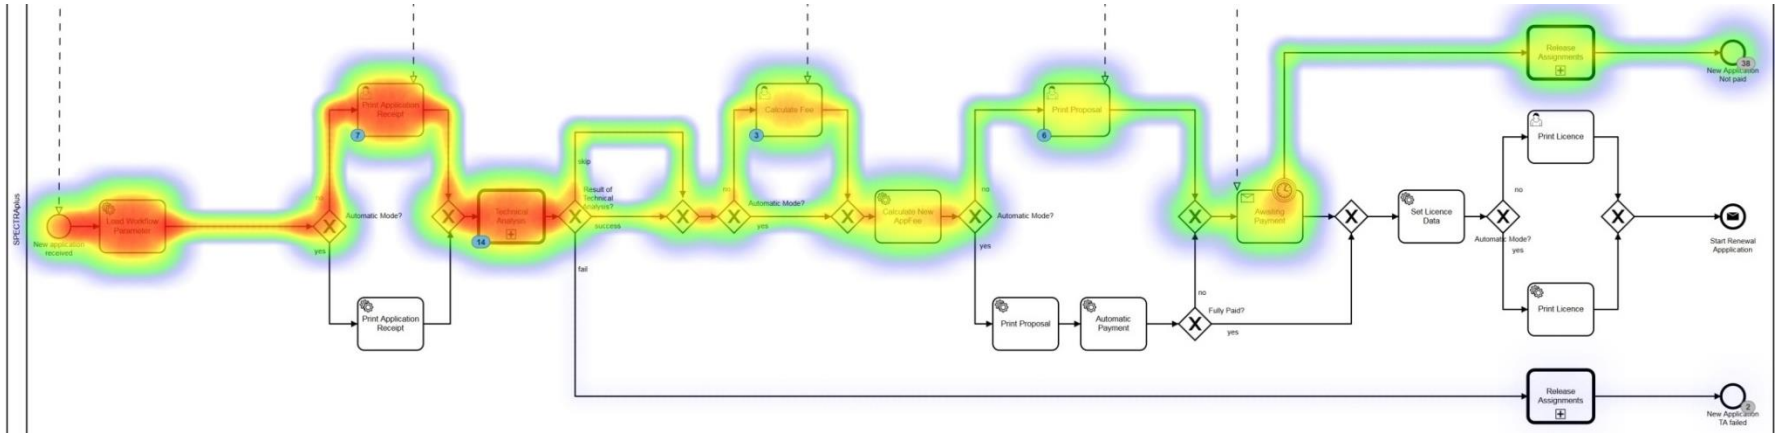 SPECTRAplus
New application
received
Load Workflow
Parameter
no
Automatic Mode?
yes
Print Application
Receipt
7
Print Application
Receipt
Technical
Analysis
14
skip
Result of
Technical
Analysis?
success
fail
no
Automatic Mode?
yes
Calculate Fee
3
Calculate New
AppFee
no
Automatic Mode?
yes
Print Proposal
6
Print Proposal
Automatic
Payment
no
Fully Paid?
yes
Awaiting
Payment
Release
Assignments
38
New Application
Not paid
Set Licence
Data
no
Automatic Mode?
yes
Print Licence
Print Licence
Start Renewal
Appplication
Release
Assignments
2
New Application
TA failed